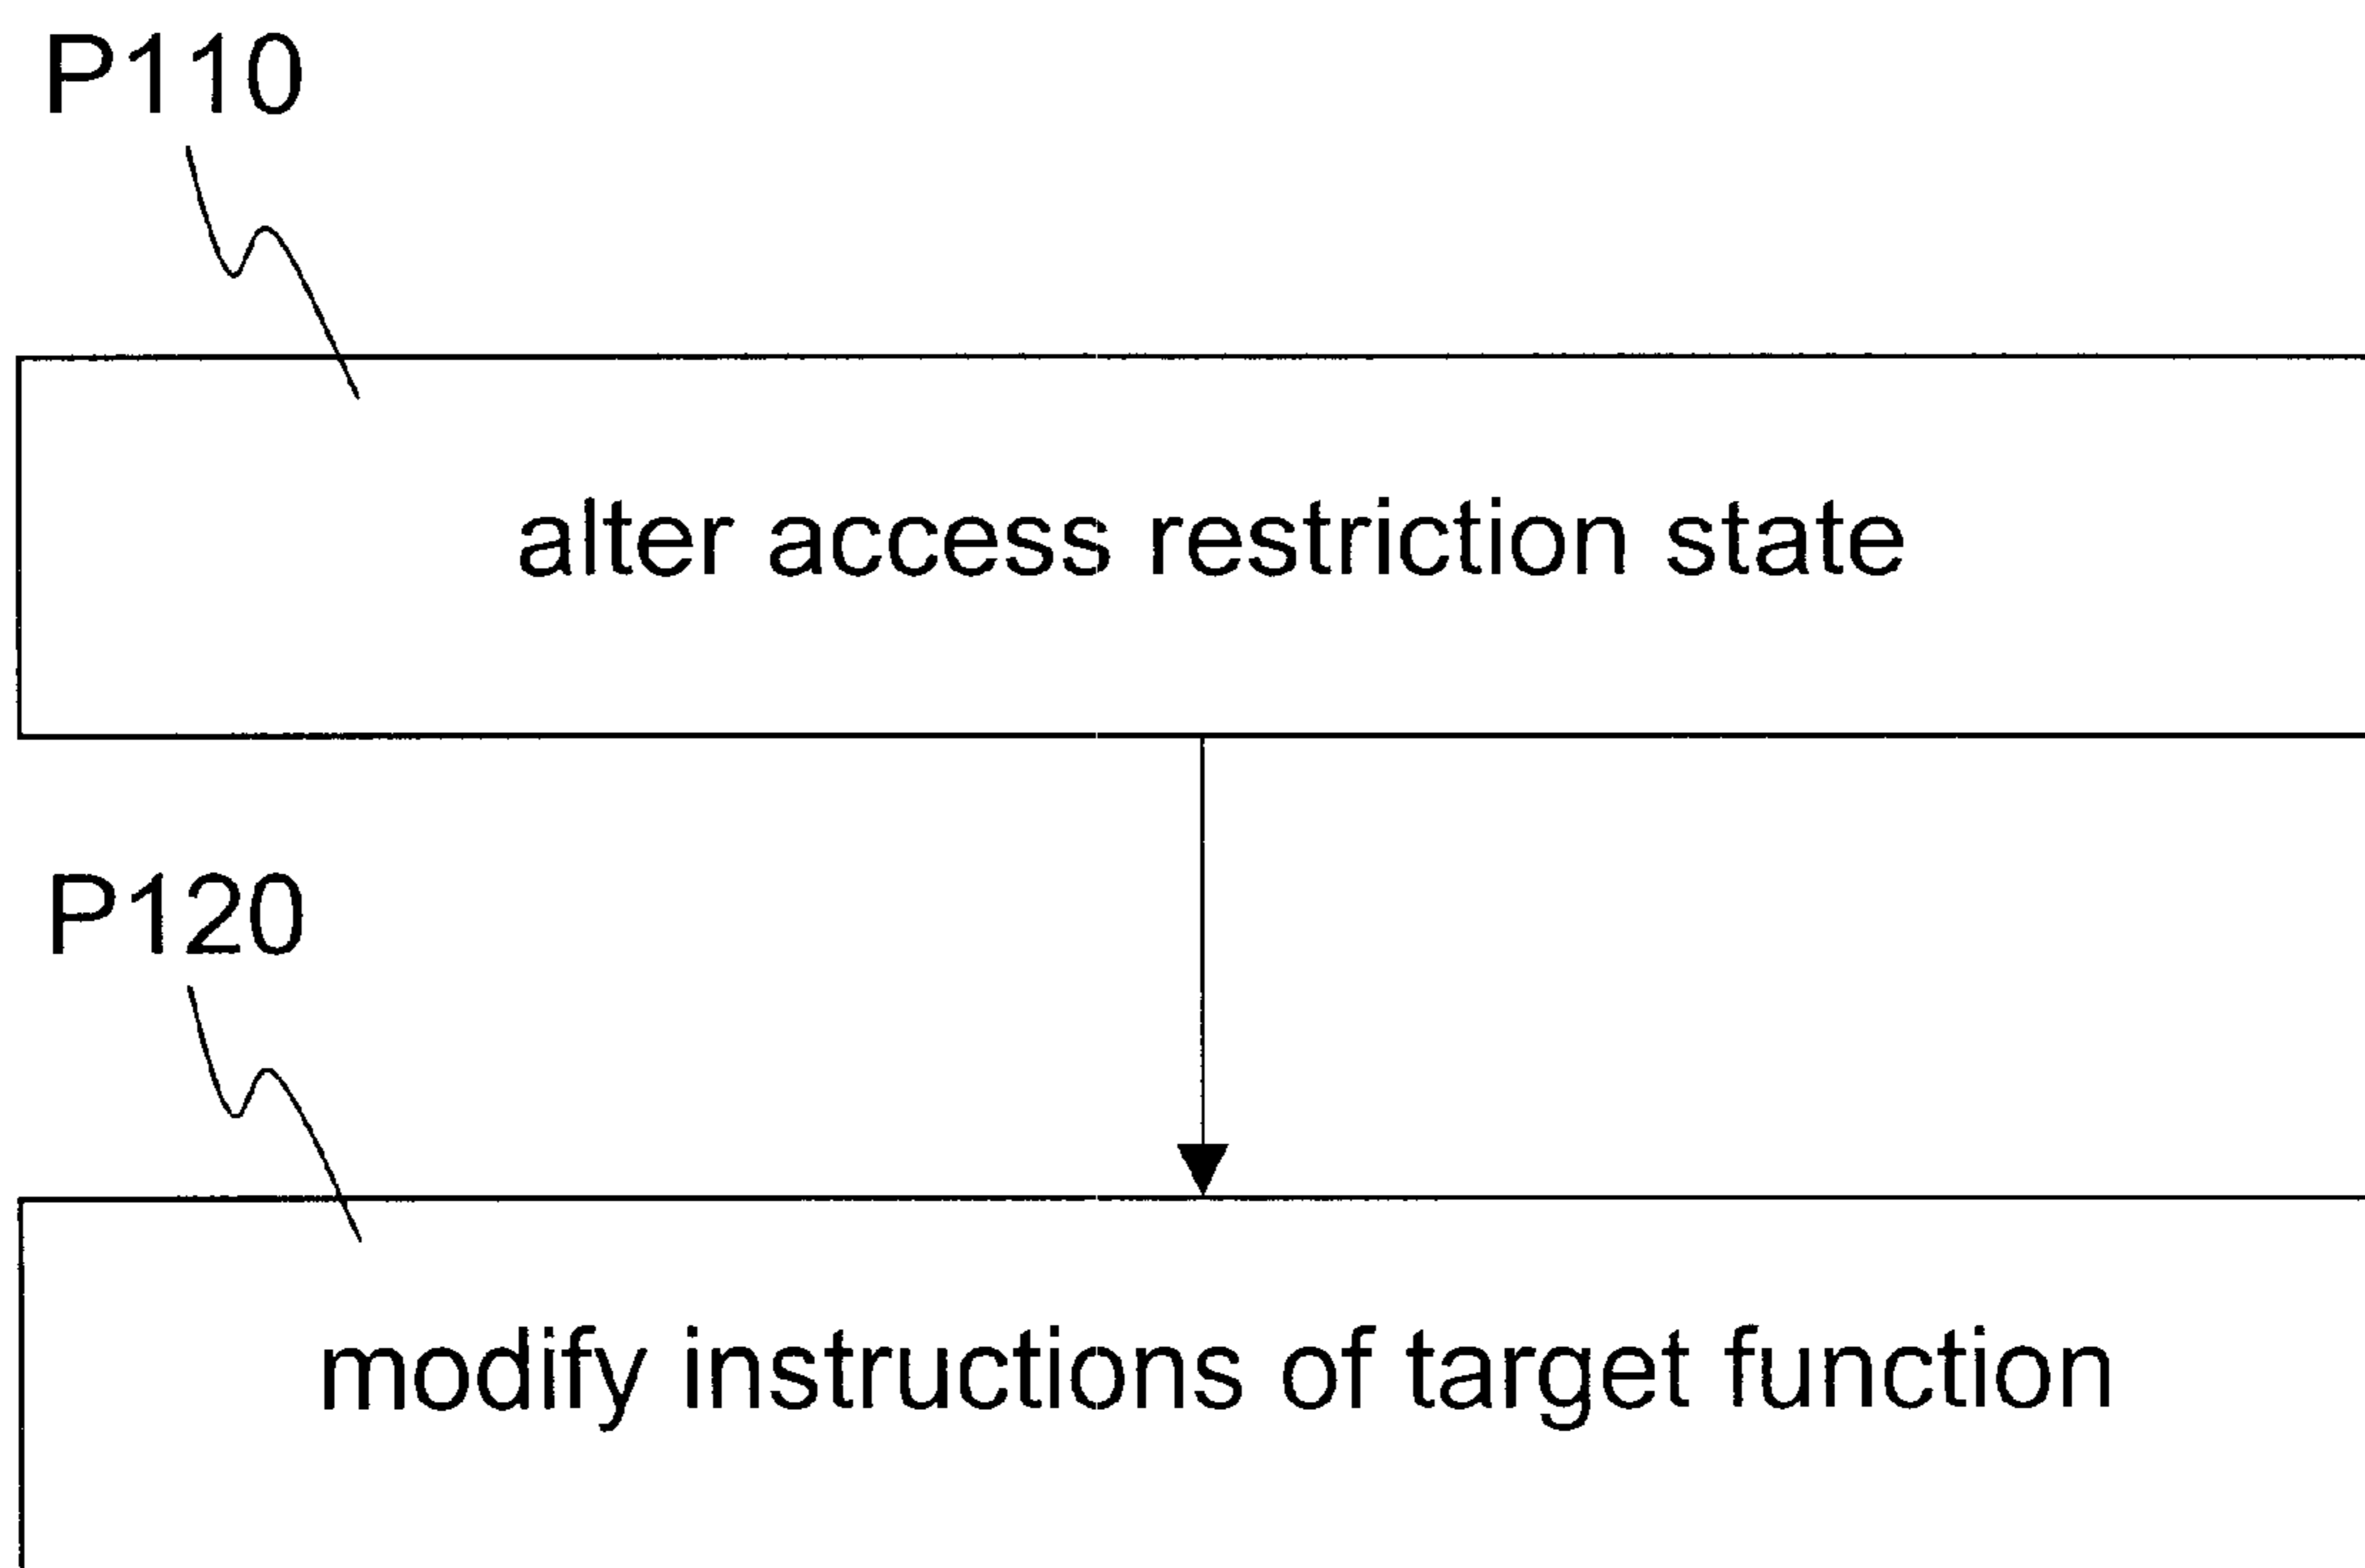 P110
alter access restriction state
P120
modify instructions of target function